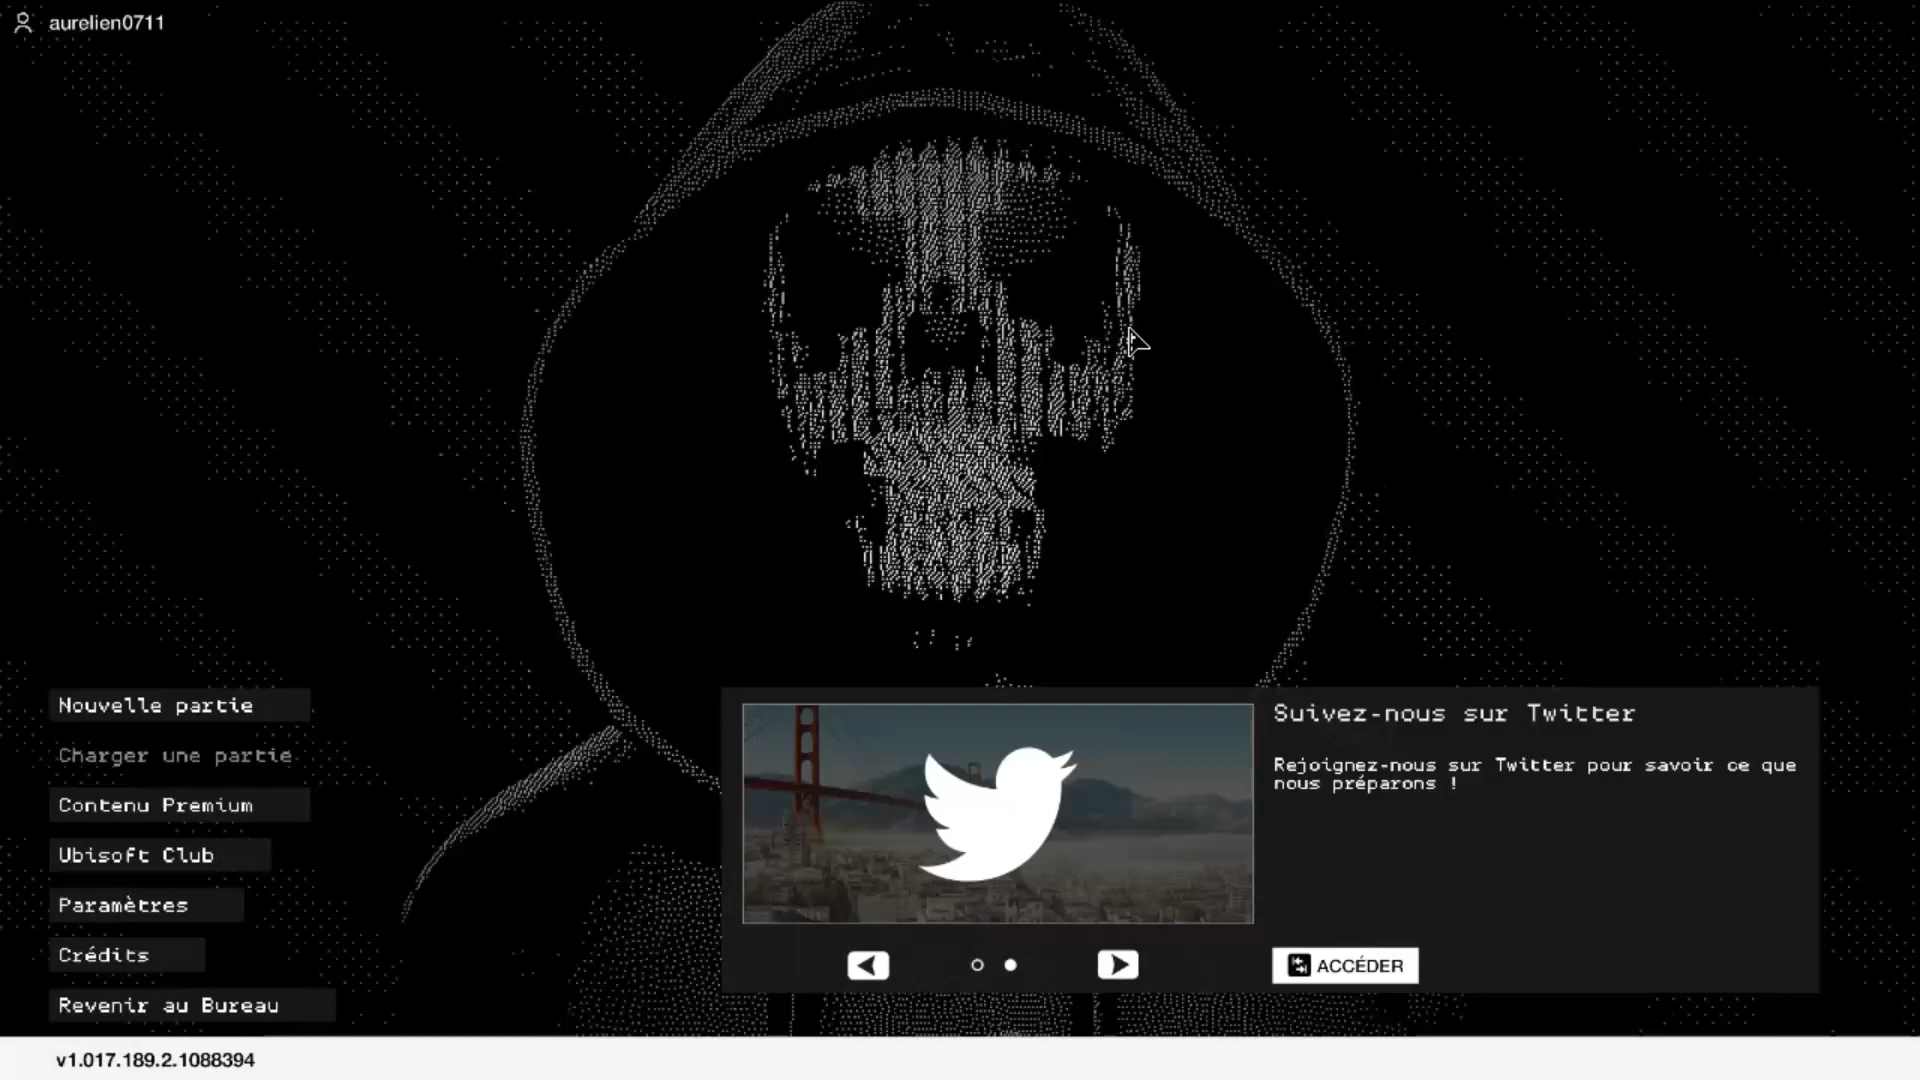 aurelien0711
Nouvelle partie
Charger une partie
Contenu Premium
Ubisoft Club
Paramètres
Crédits
Revenir au Bureau
Suivez-nous sur Twitter
Rejoignez-nous sur Twitter pour savoir ce que
nous préparons !
ACCÉDER
v1.017.189.2.1088394